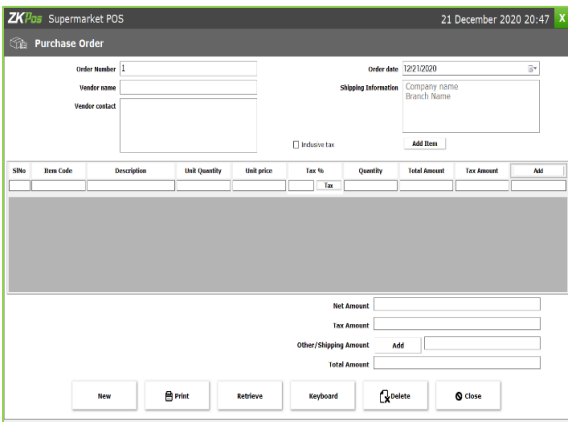 ZKPos Supermarket POS 21 December 2020 20:47 X
Purchase Order
Order Number 1 Order date 12/21/2020
Vendor name Shipping Information Company name
Branch Name
Vendor contact
Inclusive tax Add Item
SlNo Item Code Description Unit Quantity Unit price Tax % Quantity Total Amount Tax Amount Add
Tax
Net Amount
Tax Amount
Other/Shipping Amount Add
Total Amount
New Print Retrieve Keyboard Delete Close